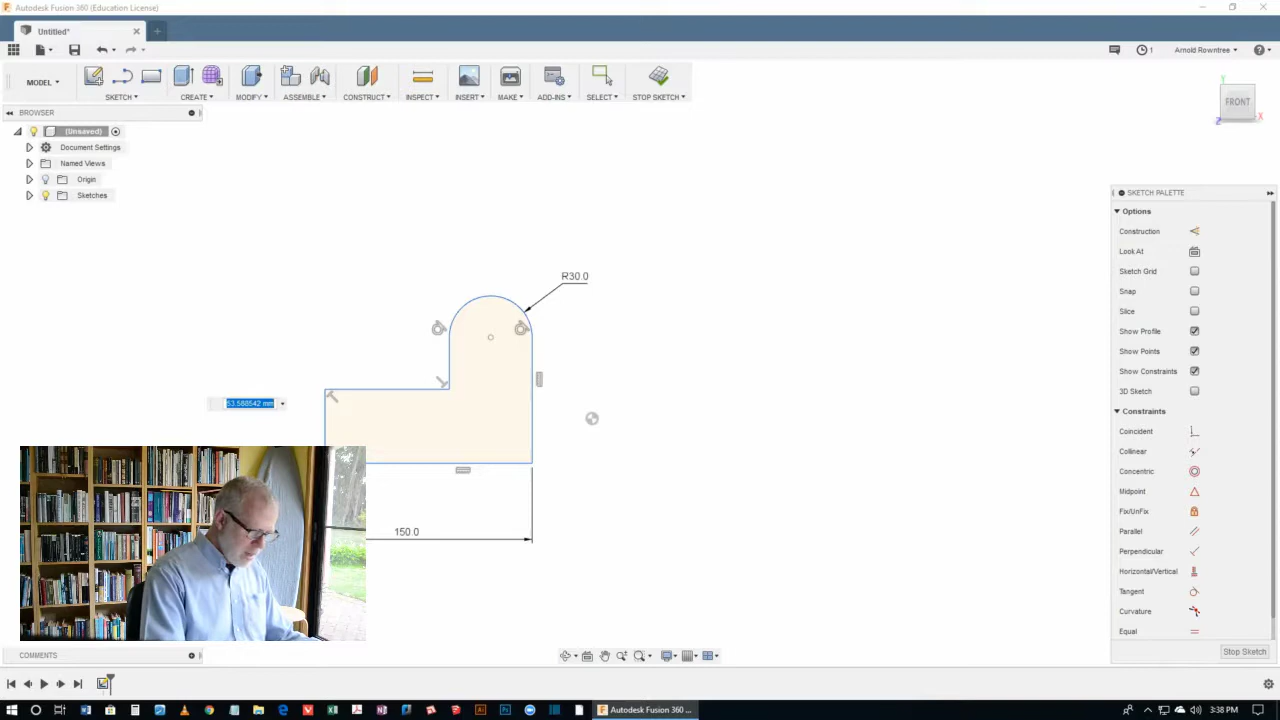 Autodesk Fusion 360 (Education License)
Untitled*
1
Arnold Rowntree
MODEL
SKETCH
CREATE
MODIFY
ASSEMBLE
CONSTRUCT
INSPECT
INSERT
MAKE
ADD-INS
SELECT
STOP SKETCH
Y
FRONT
X
Z
BROWSER
(Unsaved)
Document Settings
Named Views
Origin
Sketches
SKETCH PALETTE
Options
Construction
Look At
Sketch Grid
Snap
Slice
Show Profile
Show Points
Show Constraints
3D Sketch
Constraints
Coincident
Collinear
Concentric
Midpoint
Fix/UnFix
Parallel
Perpendicular
Horizontal/Vertical
Tangent
Curvature
Equal
Stop Sketch
R30.0
53.588542 mm
150.0
COMMENTS
Autodesk Fusion 360 ...
3:38 PM